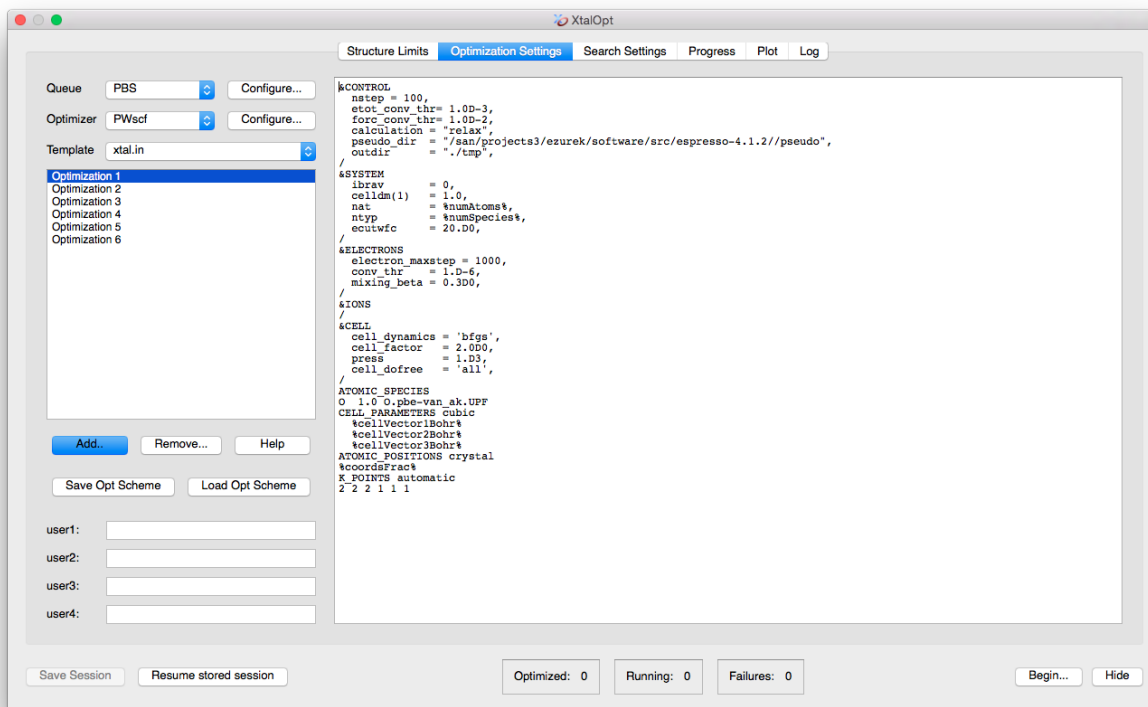 XtalOpt
Structure Limits Optimization Settings Search Settings Progress Plot Log
Queue PBS Configure...
Optimizer PWscf Configure...
Template xtal.in
Optimization 1
Optimization 2
Optimization 3
Optimization 4
Optimization 5
Optimization 6
Add.. Remove... Help
Save Opt Scheme Load Opt Scheme
user1:
user2:
user3:
user4:
&CONTROL
  nstep = 100,
  etot_conv_thr= 1.0D-3,
  forc_conv_thr= 1.0D-2,
  calculation = "relax",
  pseudo_dir  = "/san/projects3/ezurek/software/src/espresso-4.1.2//pseudo",
  outdir      = "./tmp",
/
&SYSTEM
  ibrav       = 0,
  celldm(1)   = 1.0,
  nat         = %numAtoms%,
  ntyp        = %numSpecies%,
  ecutwfc     = 20.D0,
/
&ELECTRONS
  electron_maxstep = 1000,
  conv_thr    = 1.D-6,
  mixing_beta = 0.3D0,
/
&IONS
/
&CELL
  cell_dynamics = 'bfgs',
  cell_factor   = 2.0D0,
  press         = 1.D3,
  cell_dofree   = 'all',
/
ATOMIC_SPECIES
O  1.0 O.pbe-van_ak.UPF
CELL_PARAMETERS cubic
  %cellVector1Bohr%
  %cellVector2Bohr%
  %cellVector3Bohr%
ATOMIC_POSITIONS crystal
%coordsFrac%
K_POINTS automatic
2 2 2 1 1 1
Save Session Resume stored session Optimized: 0 Running: 0 Failures: 0 Begin... Hide